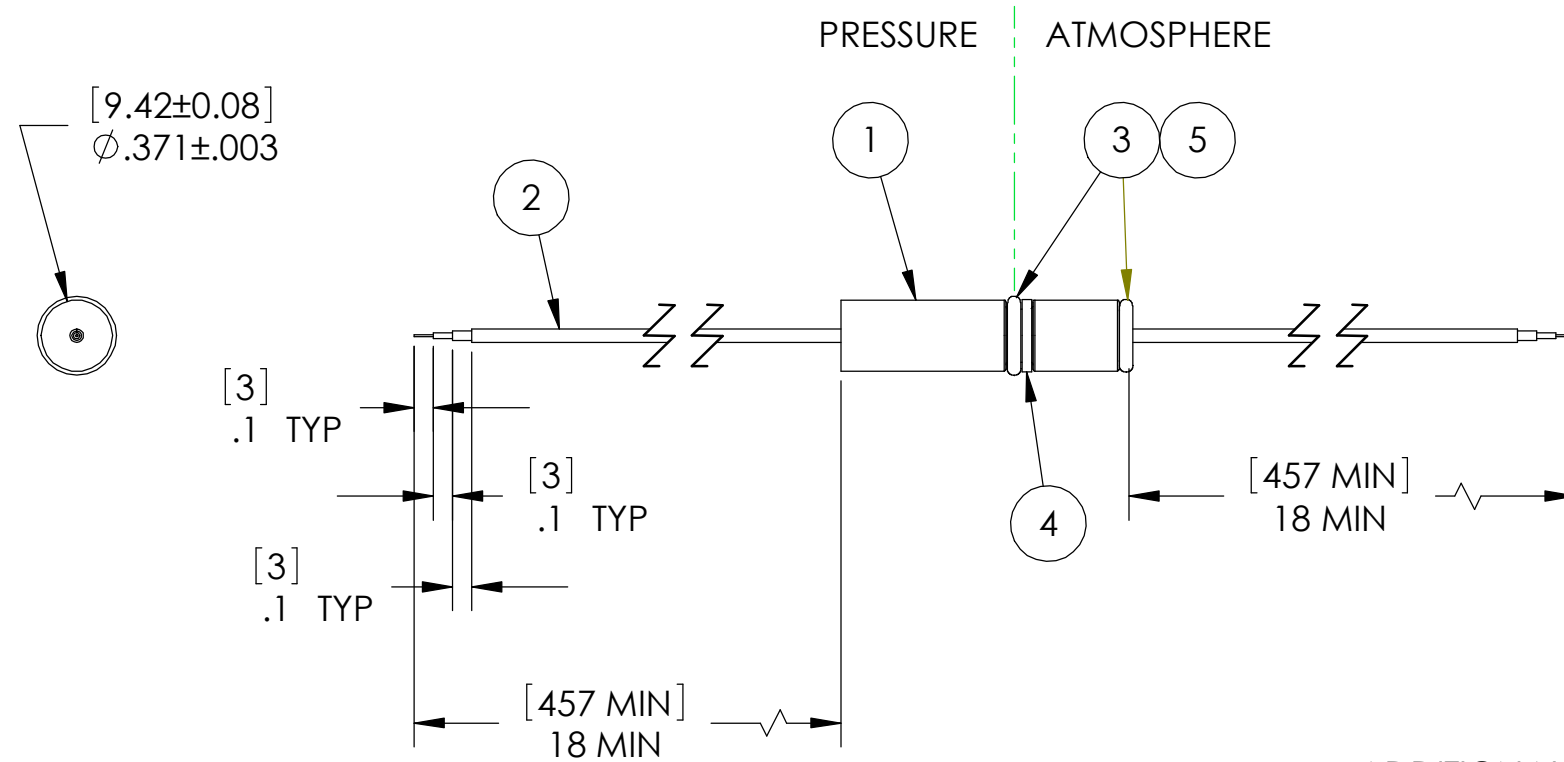 PRESSURE
ATMOSPHERE
[9.42±0.08]
∅.371±.003
1
3
5
2
[3]
.1 TYP
[3]
.1 TYP
[3]
.1 TYP
[457 MIN]
18 MIN
4
[457 MIN]
18 MIN